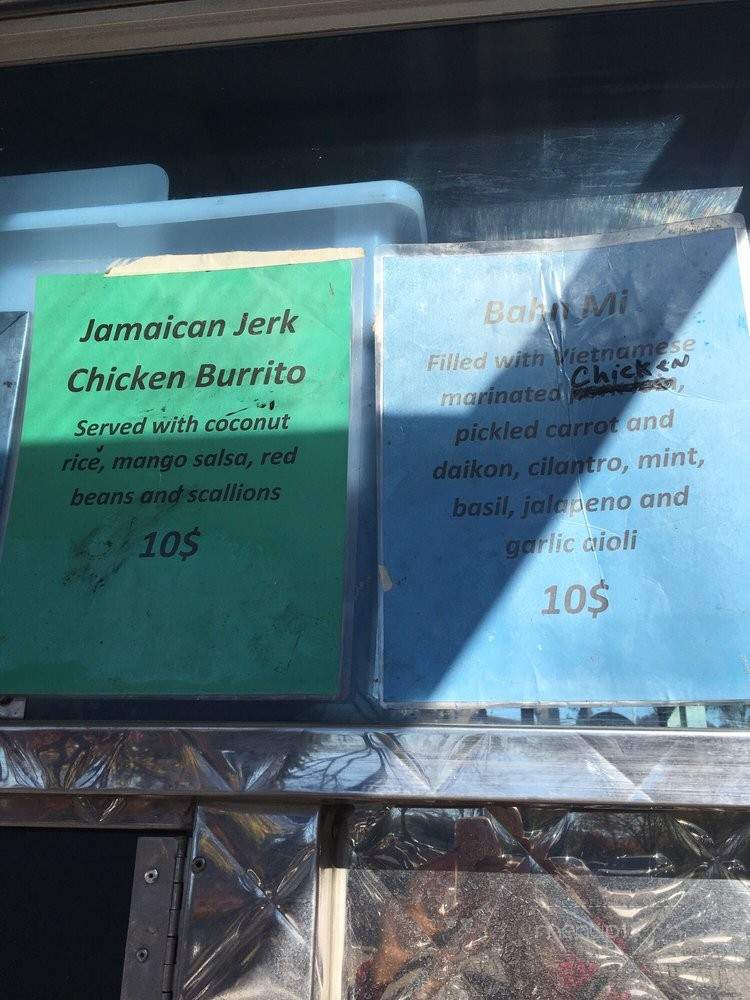 Jamaican Jerk
Chicken Burrito
Served with coconut
rice, mango salsa, red
beans and scallions
10$
Bahn Mi
Filled with Vietnamese
marinated Chicken,
pickled carrot and
daikon, cilantro, mint,
basil, jalapeno and
garlic aioli
10$